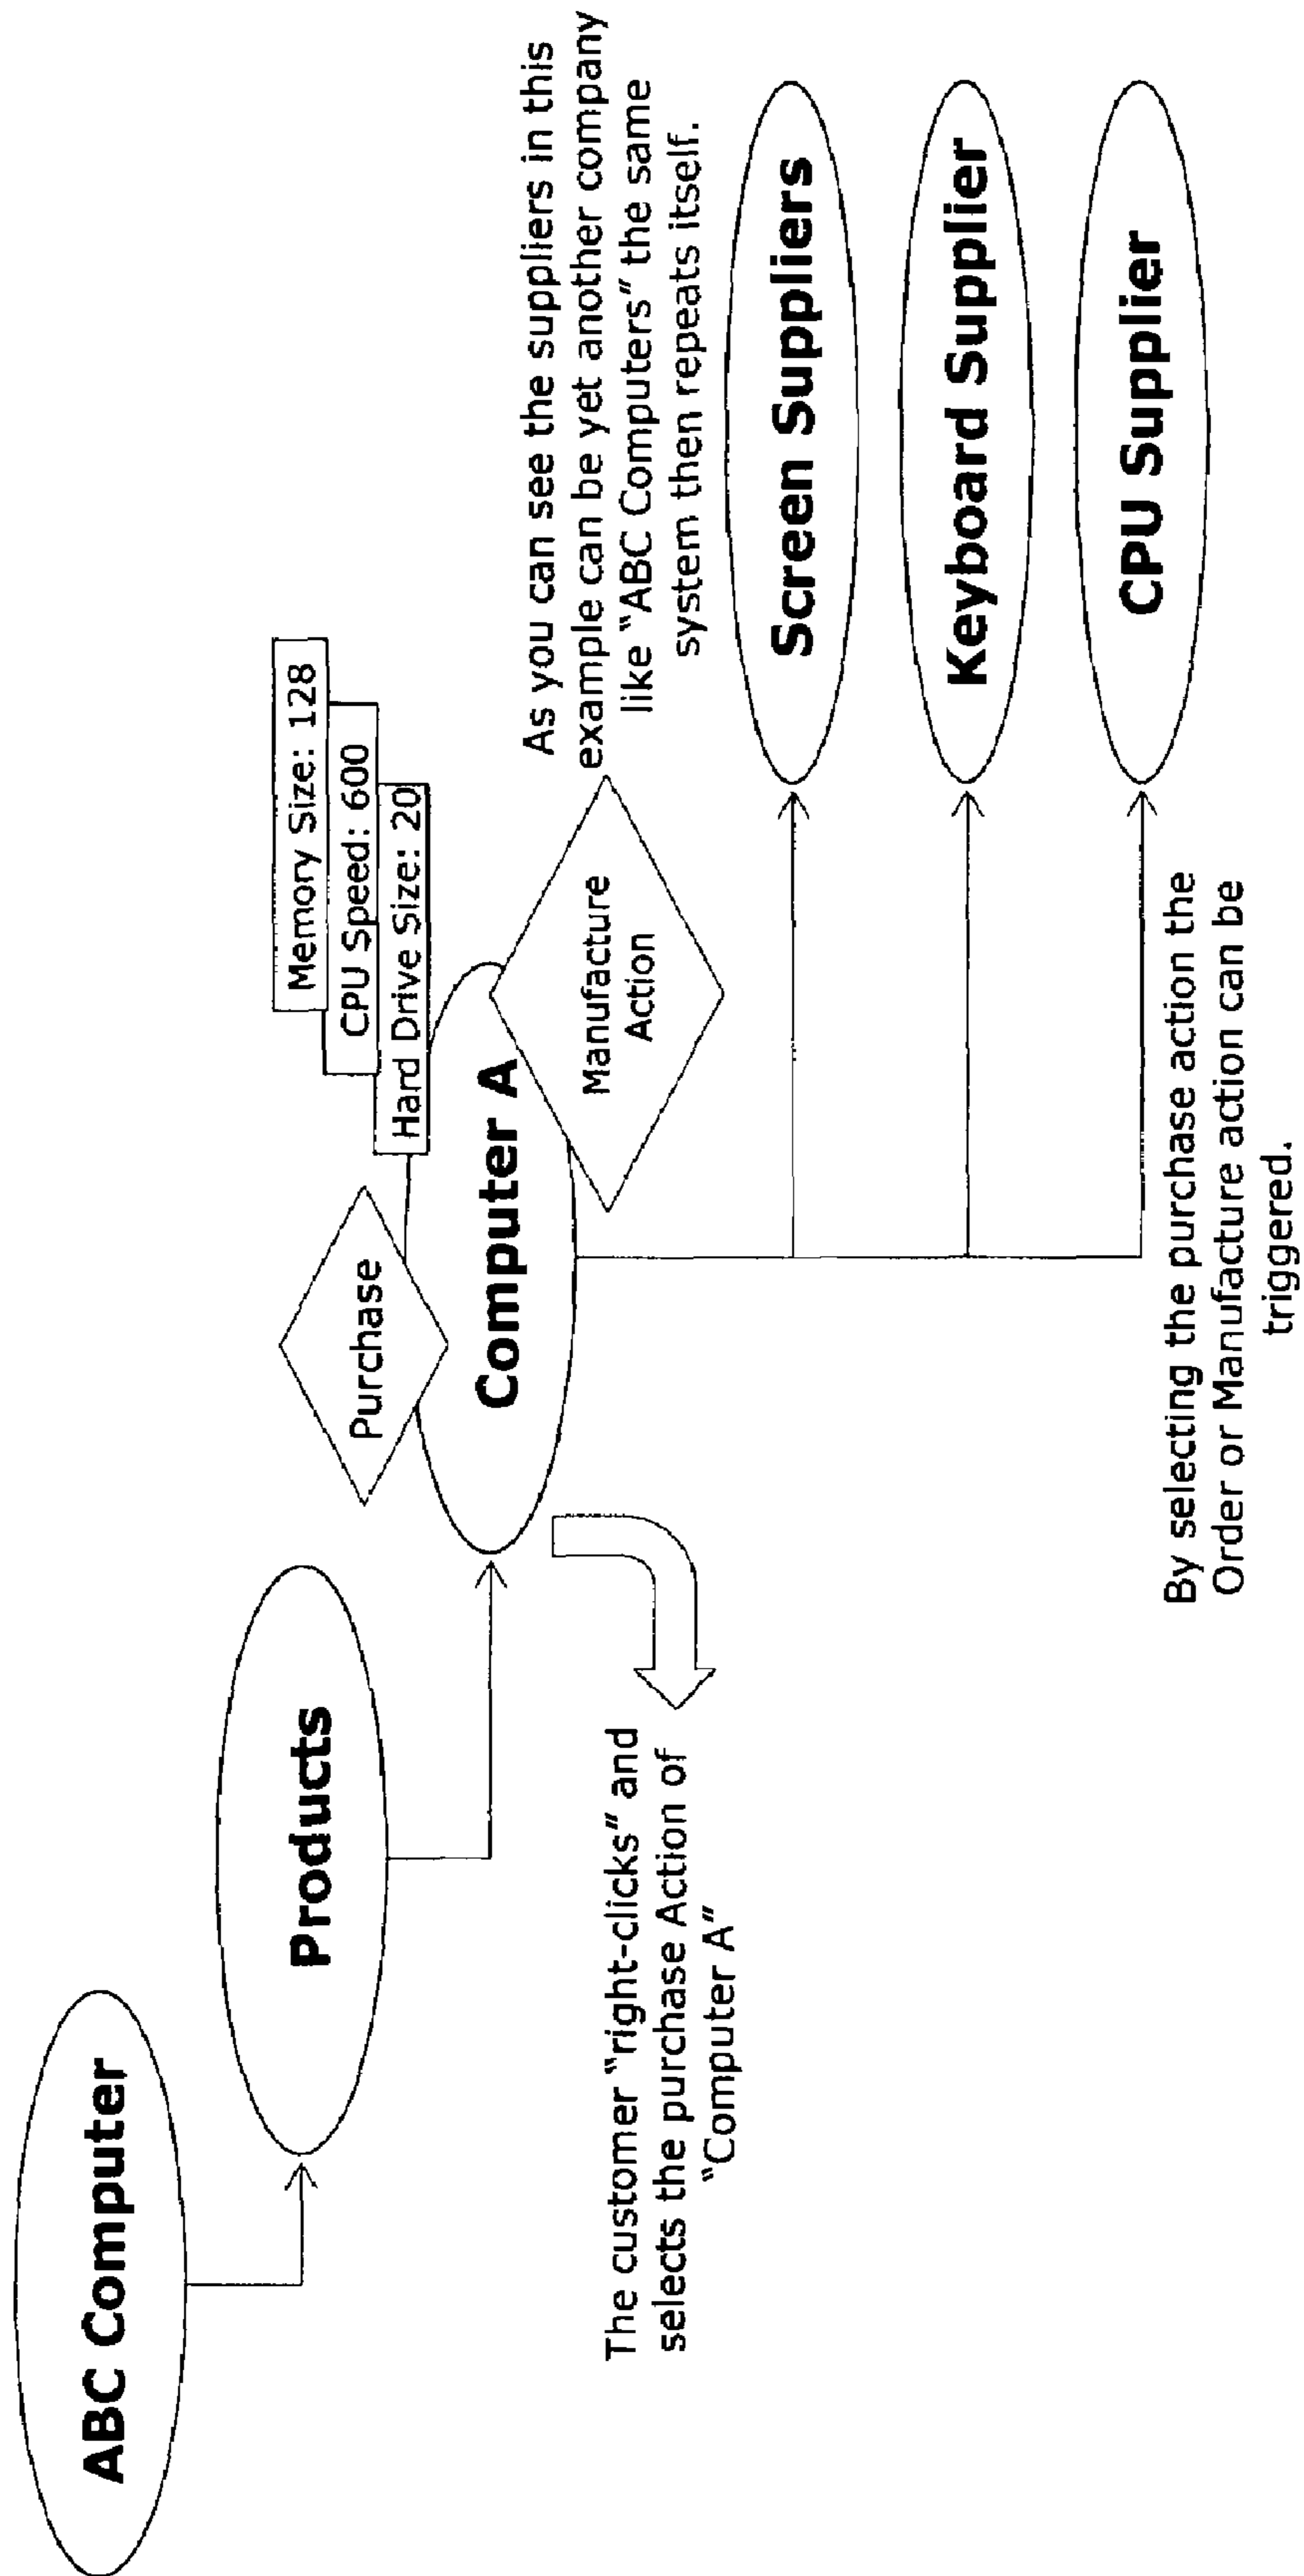 ABC Computer
Products
Purchase
Memory Size: 128
CPU Speed: 600
Hard Drive Size: 20
Computer A
Manufacture
Action
As you can see the suppliers in this
example can be yet another company
like “ABC Computers” the same
system then repeats itself.
The customer “right-clicks” and
selects the purchase Action of
“Computer A”
Screen Suppliers
Keyboard Supplier
CPU Supplier
By selecting the purchase action the
Order or Manufacture action can be
triggered.